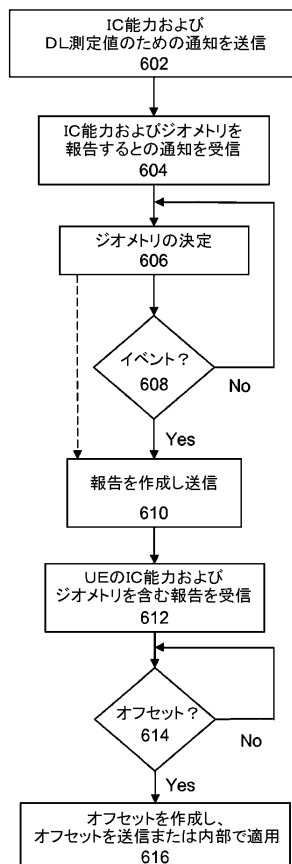 IC能力および
DL測定値のための通知を送信
602
IC能力およびジオメトリを
報告するとの通知を受信
604
ジオメトリの決定
606
イベント?
608
No
Yes
報告を作成し送信
610
UEのIC能力および
ジオメトリを含む報告を受信
612
オフセット?
614
No
Yes
オフセットを作成し、
オフセットを送信または内部で適用
616